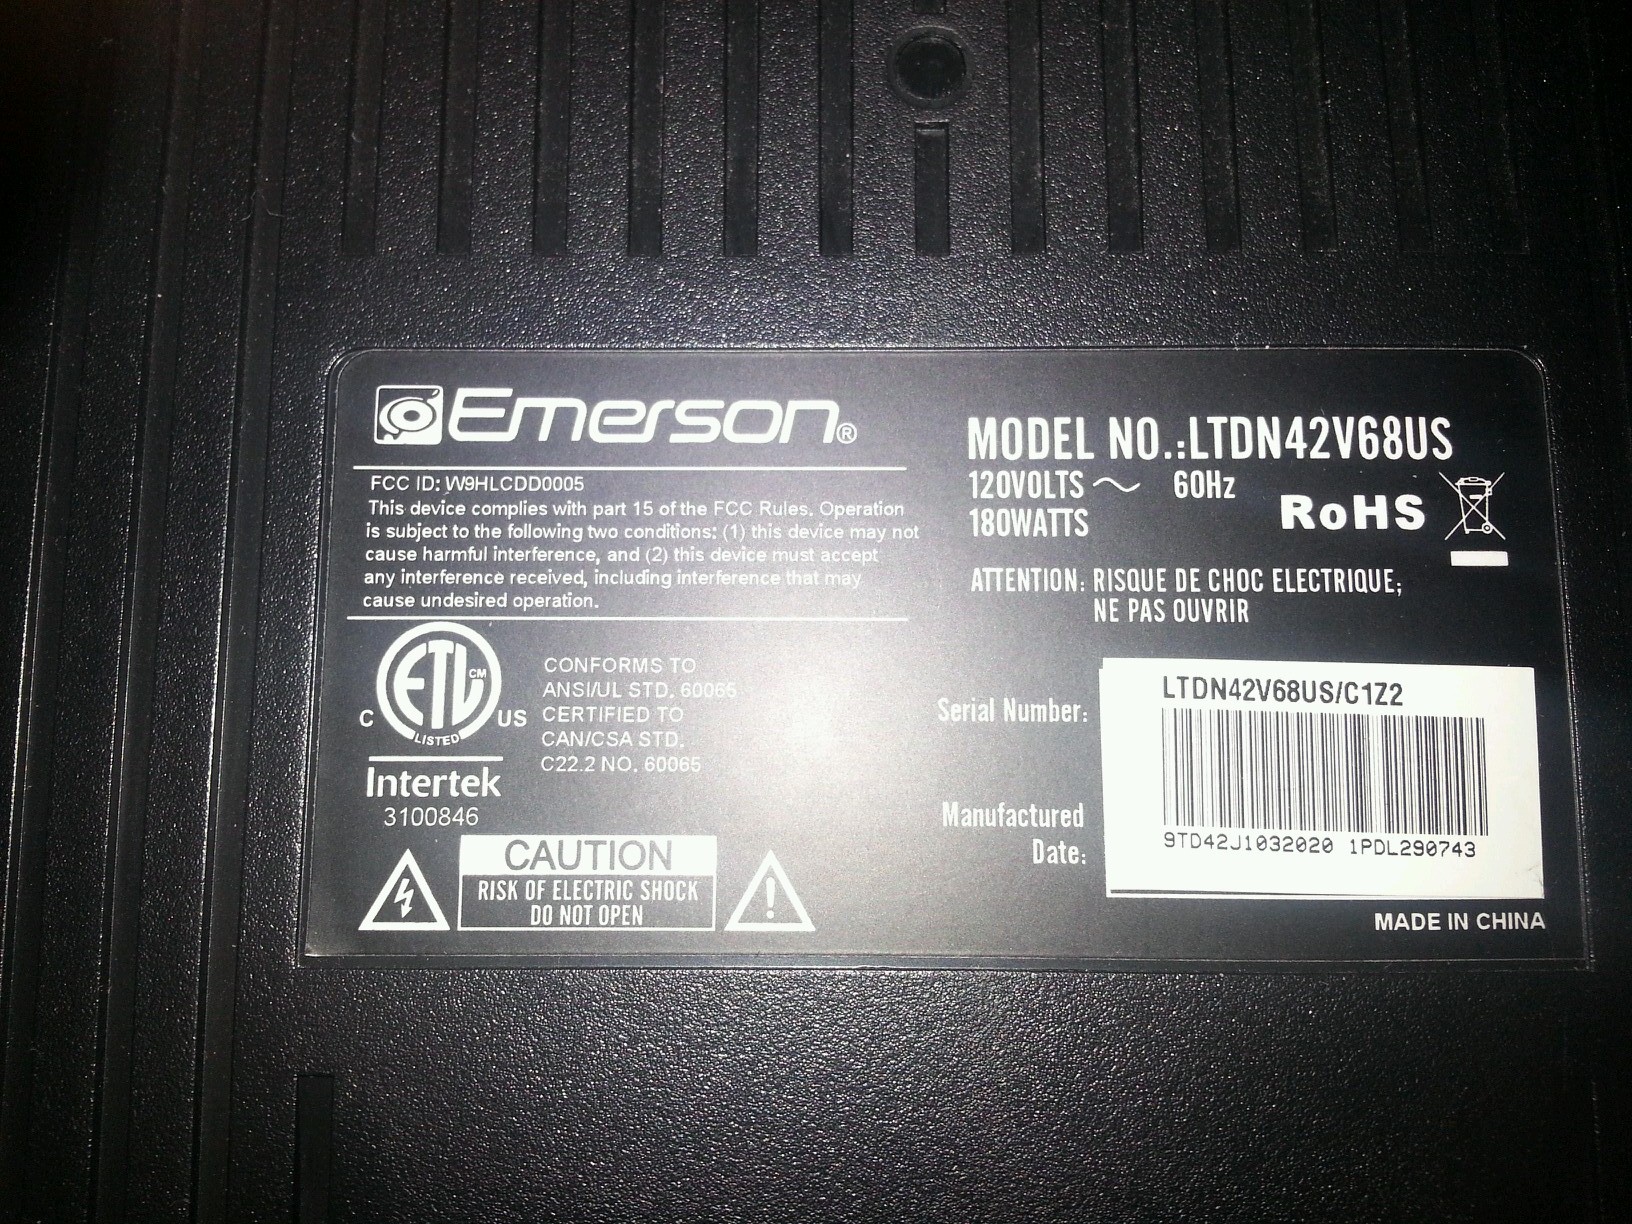 Emerson®
FCC ID: W9HLCDD0005
This device complies with part 15 of the FCC Rules. Operation
is subject to the following two conditions: (1) this device may not
cause harmful interference, and (2) this device must accept
any interference received, including interference that may
cause undesired operation.
ETL CM
C US
LISTED
Intertek
3100846
CONFORMS TO
ANSI/UL STD. 60065
CERTIFIED TO
CAN/CSA STD.
C22.2 NO. 60065
CAUTION
RISK OF ELECTRIC SHOCK
DO NOT OPEN
MODEL NO.:LTDN42V68US
120VOLTS ~ 60Hz
180WATTS
RoHS
ATTENTION: RISQUE DE CHOC ELECTRIQUE;
NE PAS OUVRIR
Serial Number:
LTDN42V68US/C1Z2
Manufactured
Date:
9TD42J1032020 1PDL290743
MADE IN CHINA